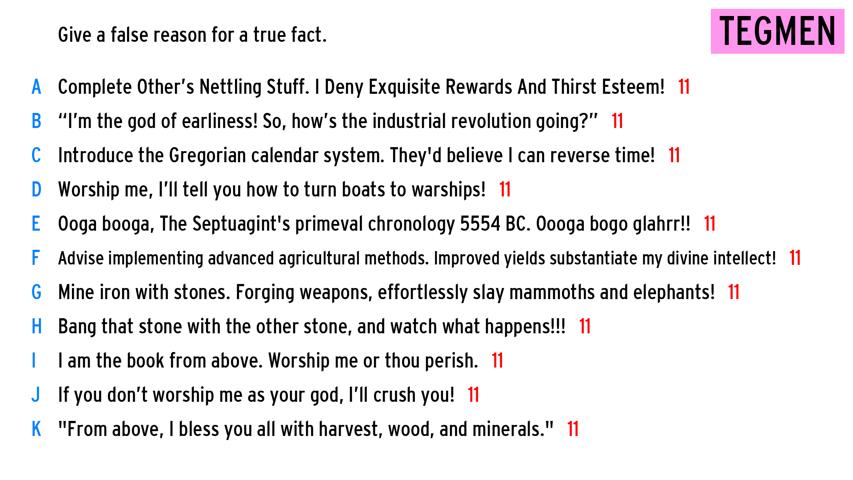 Give a false reason for a true fact.
TEGMEN
A Complete Other's Nettling Stuff. I Deny Exquisite Rewards And Thirst Esteem! 11
B “I'm the god of earliness! So, how's the industrial revolution going?” 11
C Introduce the Gregorian calendar system. They'd believe I can reverse time! 11
D Worship me, I'll tell you how to turn boats to warships! 11
E Ooga booga, The Septuagint's primeval chronology 5554 BC. Oooga bogo glahrr!! 11
F Advise implementing advanced agricultural methods. Improved yields substantiate my divine intellect! 11
G Mine iron with stones. Forging weapons, effortlessly slay mammoths and elephants! 11
H Bang that stone with the other stone, and watch what happens!!! 11
I I am the book from above. Worship me or thou perish. 11
J If you don't worship me as your god, I'll crush you! 11
K "From above, I bless you all with harvest, wood, and minerals." 11